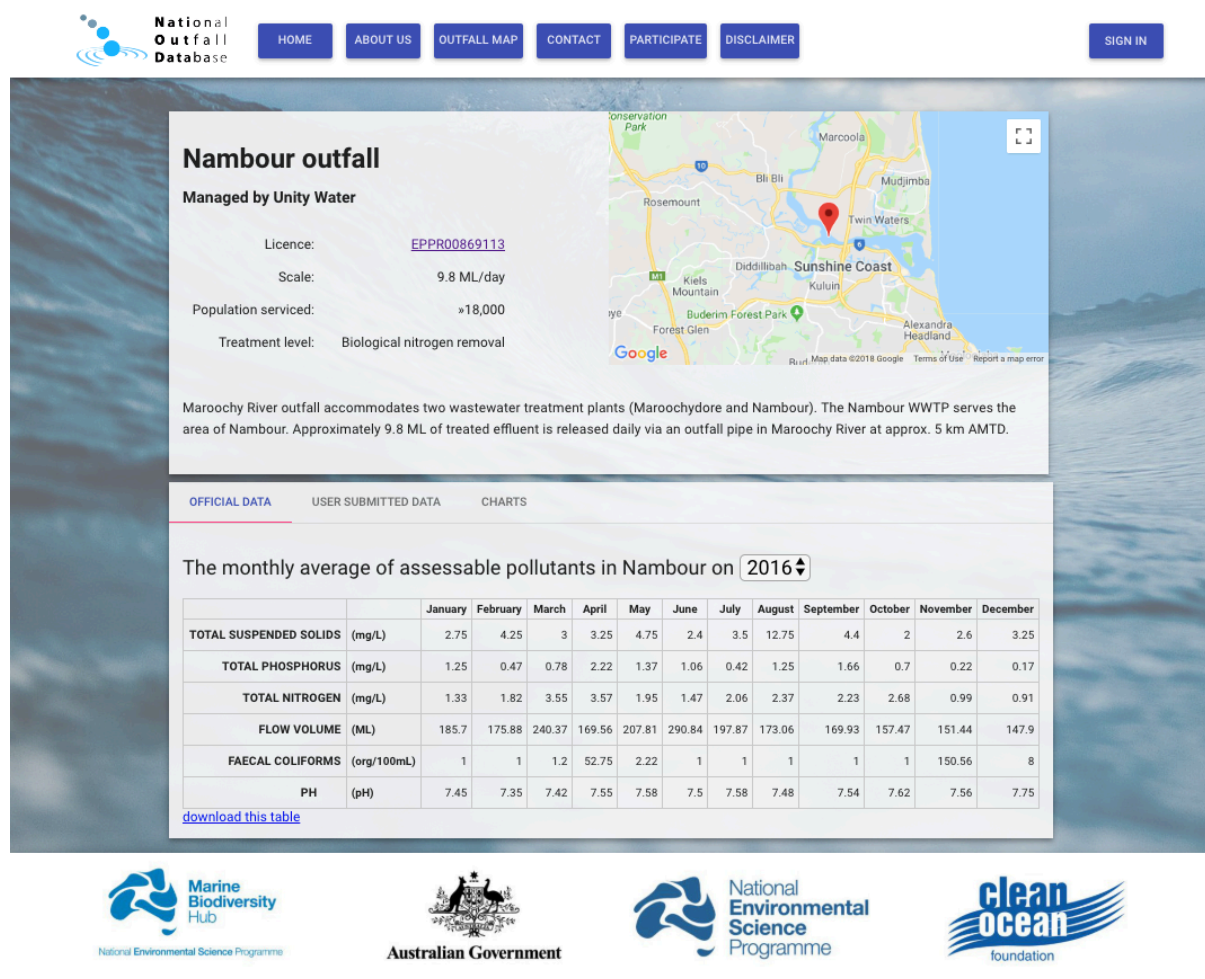 National
Outfall
Database
HOME
ABOUT US
OUTFALL MAP
CONTACT
PARTICIPATE
DISCLAIMER
SIGN IN
Nambour outfall
Managed by Unity Water
Licence: EPPR00869113
Scale: 9.8 ML/day
Population serviced: »18,000
Treatment level: Biological nitrogen removal
Conservation
Park
Marcoola
10
Bli Bli
Mudjimba
Rosemount
Twin Waters
6
Diddillibah
Sunshine Coast
M1
Kiels
Mountain
Kuluin
Buderim Forest Park
Forest Glen
Alexandra
Headland
Google
Map data ©2018 Google
Terms of Use
Report a map error
Maroochy River outfall accommodates two wastewater treatment plants (Maroochydore and Nambour). The Nambour WWTP serves the
area of Nambour. Approximately 9.8 ML of treated effluent is released daily via an outfall pipe in Maroochy River at approx. 5 km AMTD.
OFFICIAL DATA
USER SUBMITTED DATA
CHARTS
The monthly average of assessable pollutants in Nambour on 2016
January February March April May June July August September October November December
TOTAL SUSPENDED SOLIDS (mg/L) 2.75 4.25 3 3.25 4.75 2.4 3.5 12.75 4.4 2 2.6 3.25
TOTAL PHOSPHORUS (mg/L) 1.25 0.47 0.78 2.22 1.37 1.06 0.42 1.25 1.66 0.7 0.22 0.17
TOTAL NITROGEN (mg/L) 1.33 1.82 3.55 3.57 1.95 1.47 2.06 2.37 2.23 2.68 0.99 0.91
FLOW VOLUME (ML) 185.7 175.88 240.37 169.56 207.81 290.84 197.87 173.06 169.93 157.47 151.44 147.9
FAECAL COLIFORMS (org/100mL) 1 1 1.2 52.75 2.22 1 1 1 1 1 150.56 8
PH (pH) 7.45 7.35 7.42 7.55 7.58 7.5 7.58 7.48 7.54 7.62 7.56 7.75
download this table
Marine
Biodiversity
Hub
National Environmental Science Programme
Australian Government
National
Environmental
Science
Programme
clean
ocean
foundation